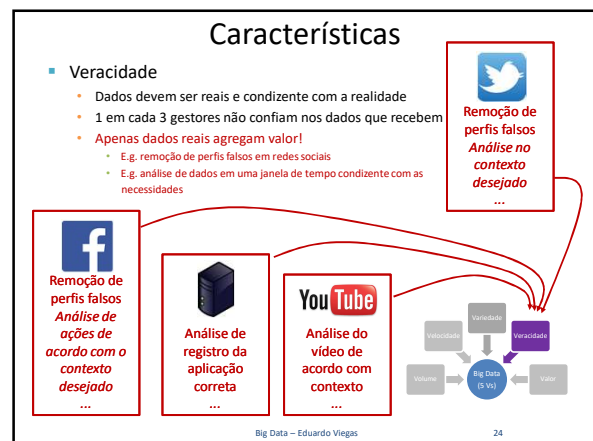 Características
Veracidade
Dados devem ser reais e condizente com a realidade
1 em cada 3 gestores não confiam nos dados que recebem
Apenas dados reais agregam valor!
E.g. remoção de perfis falsos em redes sociais
E.g. análise de dados em uma janela de tempo condizente com as
necessidades
Remoção de
perfis falsos
Análise no
contexto
desejado
...
Remoção de
perfis falsos
Análise de
ações de
acordo com o
contexto
desejado
...
Análise de
registro da
aplicação
correta
...
YouTube
Análise do
vídeo de
acordo com
contexto
...
Volume
Velocidade
Variedade
Veracidade
Valor
Big Data
(5 Vs)
Big Data – Eduardo Viegas
24